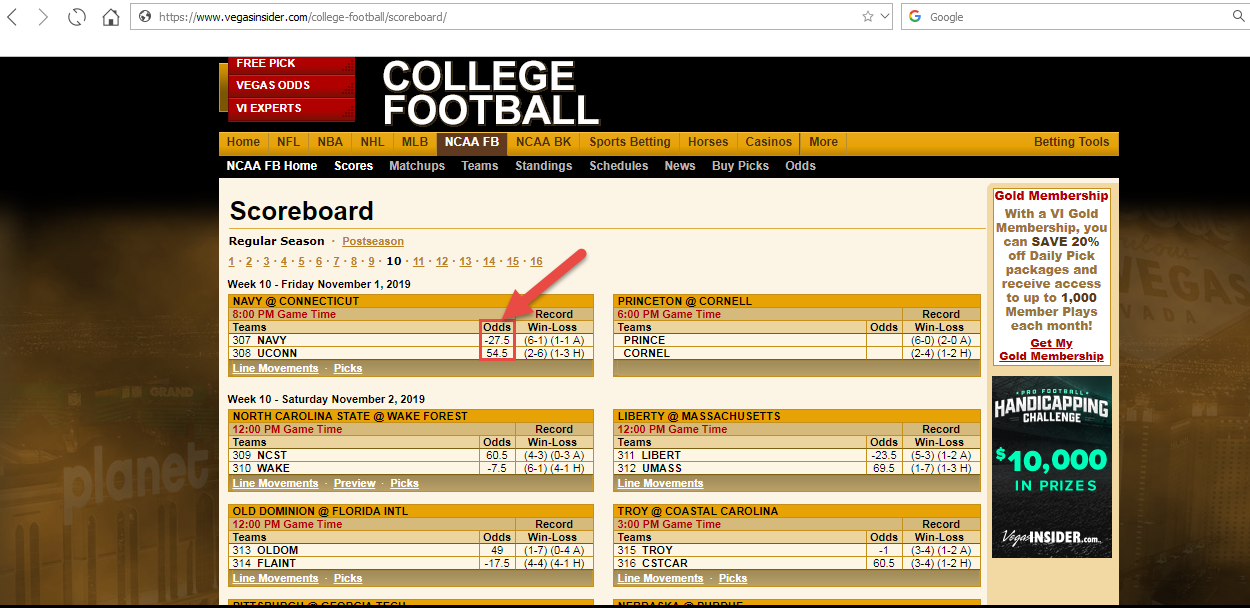 https://www.vegasinsider.com/college-football/scoreboard/
Google
FREE PICK
VEGAS ODDS
VI EXPERTS
COLLEGE
FOOTBALL
Home NFL NBA NHL MLB NCAA FB NCAA BK Sports Betting Horses Casinos More Betting Tools
NCAA FB Home Scores Matchups Teams Standings Schedules News Buy Picks Odds
Scoreboard
Regular Season · Postseason
1 · 2 · 3 · 4 · 5 · 6 · 7 · 8 · 9 · 10 · 11 · 12 · 13 · 14 · 15 · 16
Week 10 - Friday November 1, 2019
NAVY @ CONNECTICUT
8:00 PM Game Time Record
Teams Odds Win-Loss
307 NAVY -27.5 (6-1) (1-1 A)
308 UCONN 54.5 (2-6) (1-3 H)
Line Movements · Picks
PRINCETON @ CORNELL
6:00 PM Game Time Record
Teams Odds Win-Loss
PRINCE (6-0) (2-0 A)
CORNEL (2-4) (1-2 H)
Week 10 - Saturday November 2, 2019
NORTH CAROLINA STATE @ WAKE FOREST
12:00 PM Game Time Record
Teams Odds Win-Loss
309 NCST 60.5 (4-3) (0-3 A)
310 WAKE -7.5 (6-1) (4-1 H)
Line Movements · Preview · Picks
LIBERTY @ MASSACHUSETTS
12:00 PM Game Time Record
Teams Odds Win-Loss
311 LIBERT -23.5 (5-3) (1-2 A)
312 UMASS 69.5 (1-7) (1-3 H)
Line Movements
OLD DOMINION @ FLORIDA INTL
12:00 PM Game Time Record
Teams Odds Win-Loss
313 OLDOM 49 (1-7) (0-4 A)
314 FLAINT -17.5 (4-4) (4-1 H)
Line Movements · Picks
TROY @ COASTAL CAROLINA
3:00 PM Game Time Record
Teams Odds Win-Loss
315 TROY -1 (3-4) (1-2 A)
316 CSTCAR 60.5 (3-4) (1-2 H)
Line Movements · Picks
PITTSBURGH @ GEORGIA TECH
NEBRASKA @ PURDUE
Gold Membership
With a VI Gold
Membership, you
can SAVE 20%
off Daily Pick
packages and
receive access
to up to 1,000
Member Plays
each month!
Get My
Gold Membership
PRO FOOTBALL
HANDICAPPING
CHALLENGE
$10,000
IN PRIZES
VegasINSIDER.com
planet
GRAND
VEGAS
NEVADA